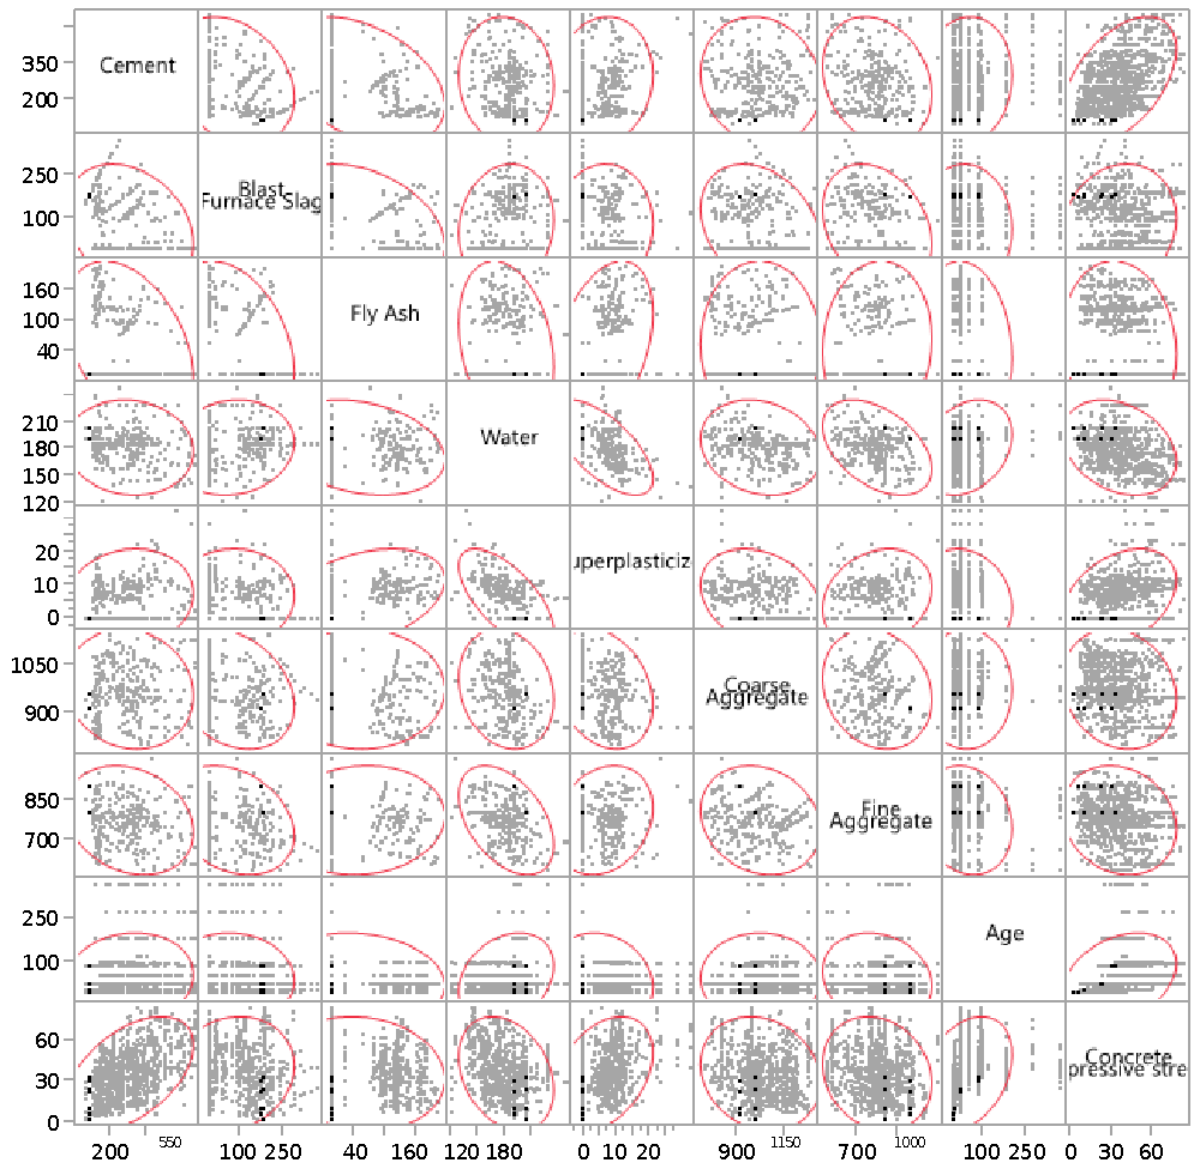 Cement
350
200
Blast
Furnace Slag
250
100
Fly Ash
160
100
40
Water
210
180
150
120
uperplasticiz
20
10
0
Coarse
Aggregate
1050
900
Fine
Aggregate
850
700
Age
250
100
Concrete
pressive stre
60
30
0
200 550 100 250 40 160 120 180 0 10 20 900 1150 700 1000 100 250 0 30 60